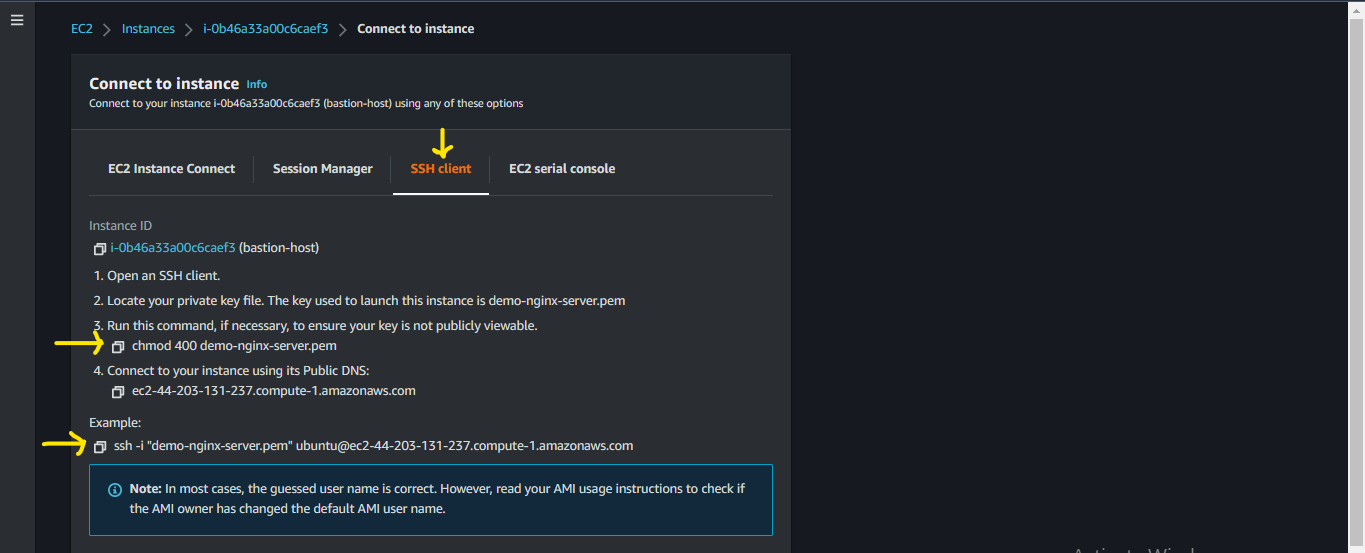 EC2 > Instances > i-0b46a33a00c6caef3 > Connect to instance
Connect to instance Info
Connect to your instance i-0b46a33a00c6caef3 (bastion-host) using any of these options
EC2 Instance Connect Session Manager SSH client EC2 serial console
Instance ID
i-0b46a33a00c6caef3 (bastion-host)
1. Open an SSH client.
2. Locate your private key file. The key used to launch this instance is demo-nginx-server.pem
3. Run this command, if necessary, to ensure your key is not publicly viewable.
chmod 400 demo-nginx-server.pem
4. Connect to your instance using its Public DNS:
ec2-44-203-131-237.compute-1.amazonaws.com
Example:
ssh -i "demo-nginx-server.pem" ubuntu@ec2-44-203-131-237.compute-1.amazonaws.com
Note: In most cases, the guessed user name is correct. However, read your AMI usage instructions to check if
the AMI owner has changed the default AMI user name.